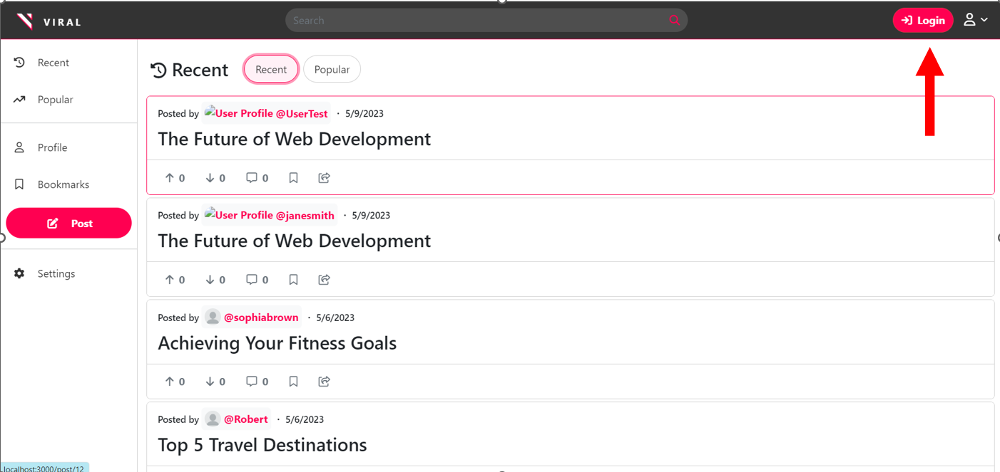 VIRAL
Search
Login
Recent
Popular
Profile
Bookmarks
Post
Settings
Recent
Recent
Popular
Posted by User Profile @UserTest · 5/9/2023
The Future of Web Development
0 0 0
Posted by User Profile @janesmith · 5/9/2023
The Future of Web Development
0 0 0
Posted by @sophiabrown · 5/6/2023
Achieving Your Fitness Goals
0 0 0
Posted by @Robert · 5/6/2023
Top 5 Travel Destinations
localhost:3000/post/12